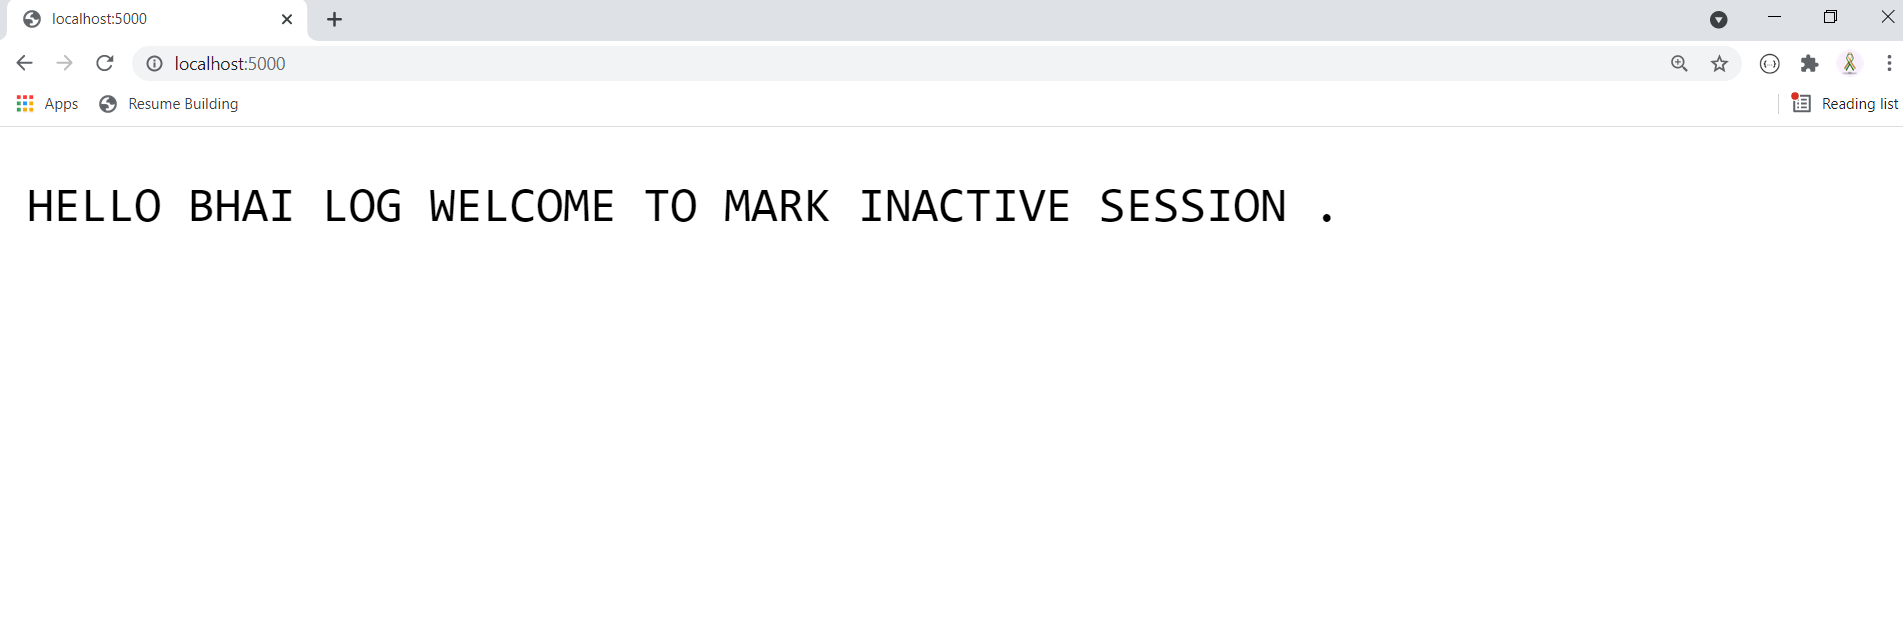 localhost:5000
localhost:5000
Apps
Resume Building
Reading list
HELLO BHAI LOG WELCOME TO MARK INACTIVE SESSION .